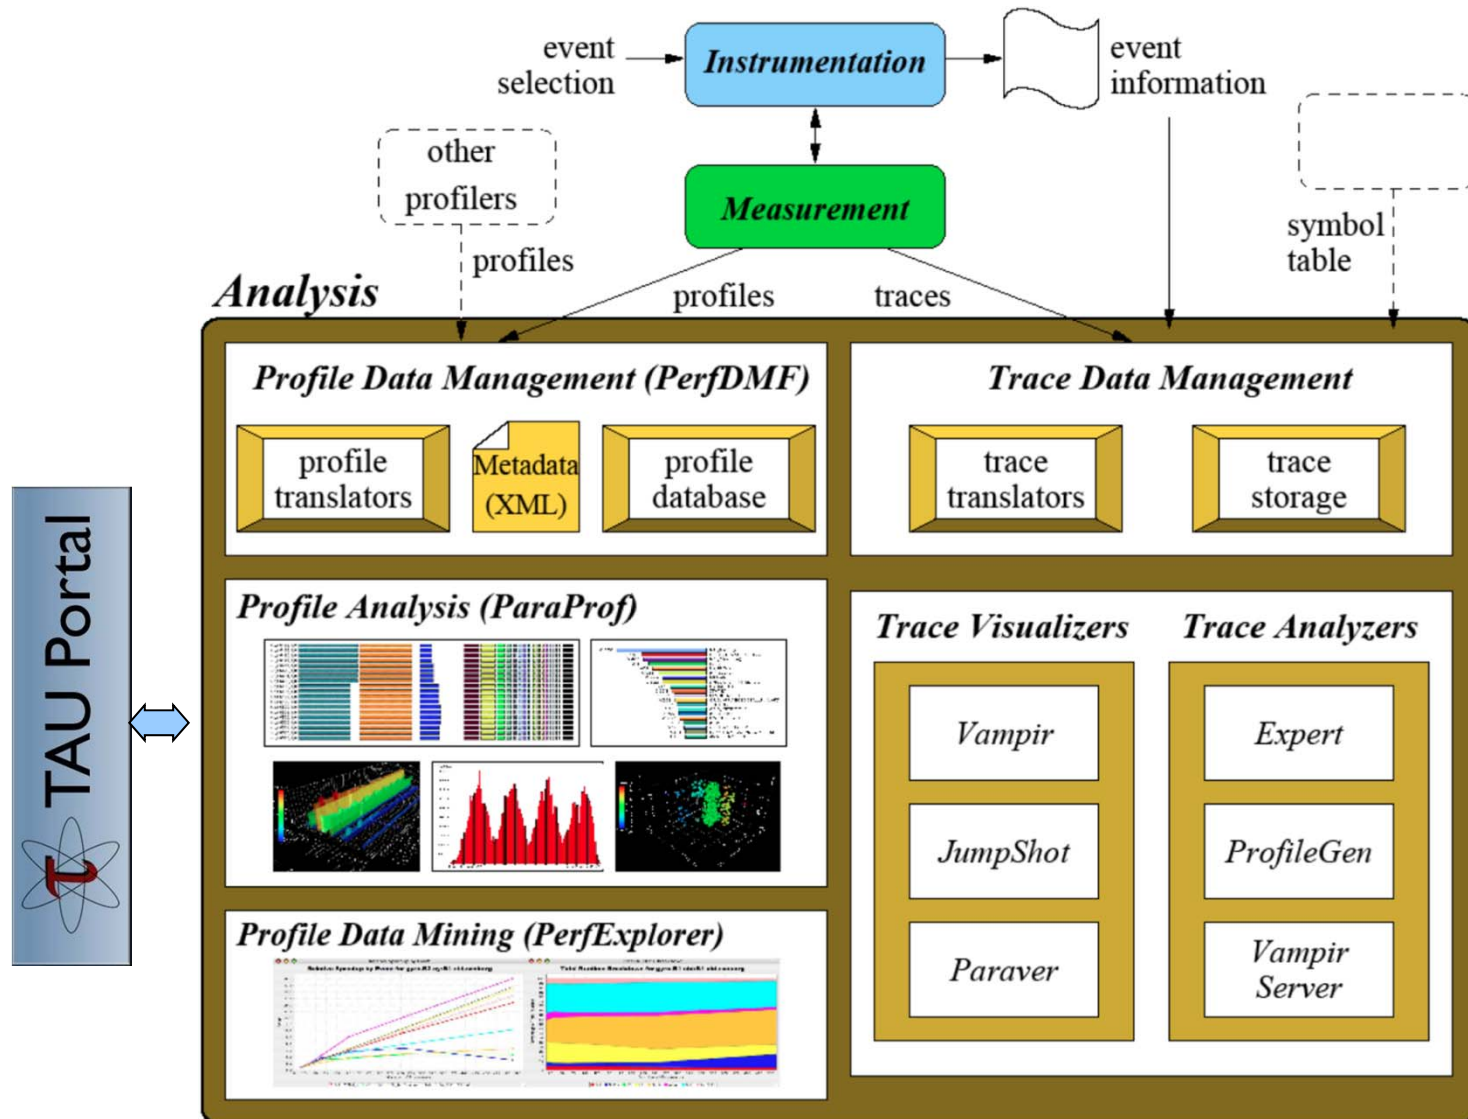 event
selection
Instrumentation
event
information
other
profilers
Measurement
symbol
table
profiles
profiles
traces
Analysis
Profile Data Management (PerfDMF)
profile
translators
Metadata
(XML)
profile
database
Trace Data Management
trace
translators
trace
storage
TAU Portal
Profile Analysis (ParaProf)
Trace Visualizers
Vampir
JumpShot
Paraver
Trace Analyzers
Expert
ProfileGen
Vampir
Server
Profile Data Mining (PerfExplorer)